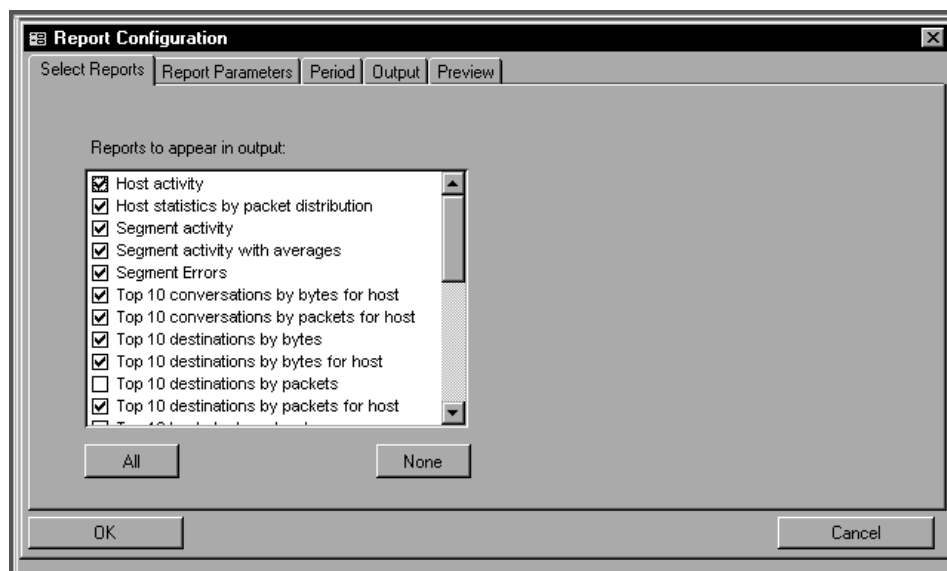 Report Configuration
Select Reports Report Parameters Period Output Preview
Reports to appear in output:
Host activity
Host statistics by packet distribution
Segment activity
Segment activity with averages
Segment Errors
Top 10 conversations by bytes for host
Top 10 conversations by packets for host
Top 10 destinations by bytes
Top 10 destinations by bytes for host
Top 10 destinations by packets
Top 10 destinations by packets for host
All None
OK Cancel